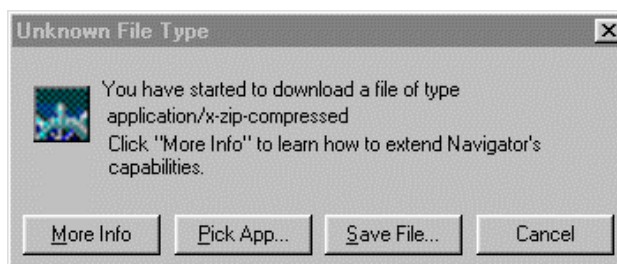 Unknown File Type
You have started to download a file of type
application/x-zip-compressed
Click "More Info" to learn how to extend Navigator's
capabilities.
More Info Pick App... Save File... Cancel